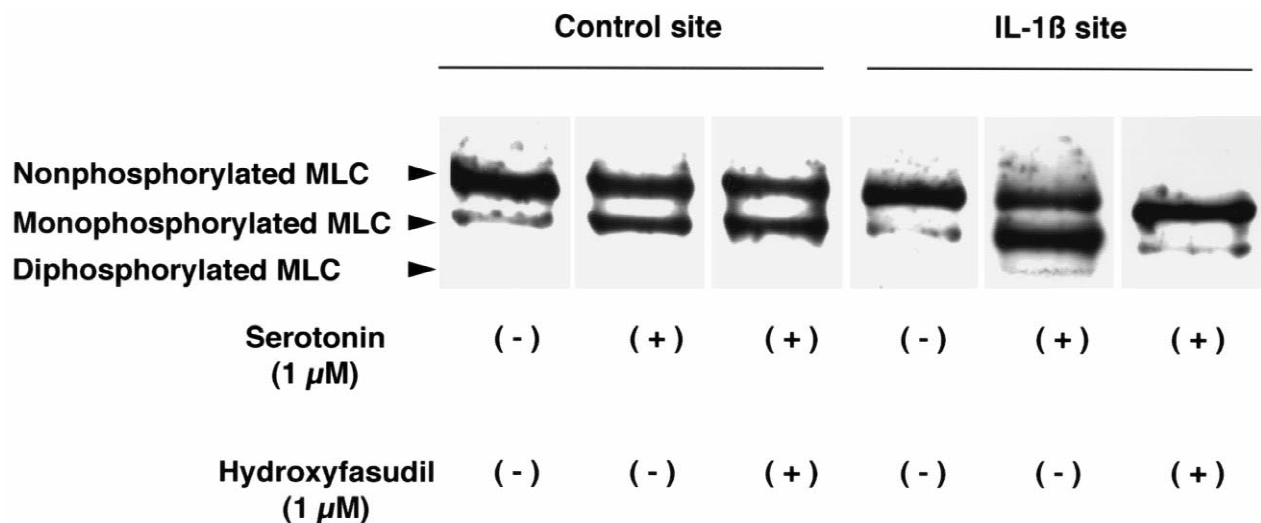 Control site IL-1ß site
Nonphosphorylated MLC
Monophosphorylated MLC
Diphosphorylated MLC
Serotonin (-) (+) (+) (-) (+) (+)
(1 µM)
Hydroxyfasudil (-) (-) (+) (-) (-) (+)
(1 µM)